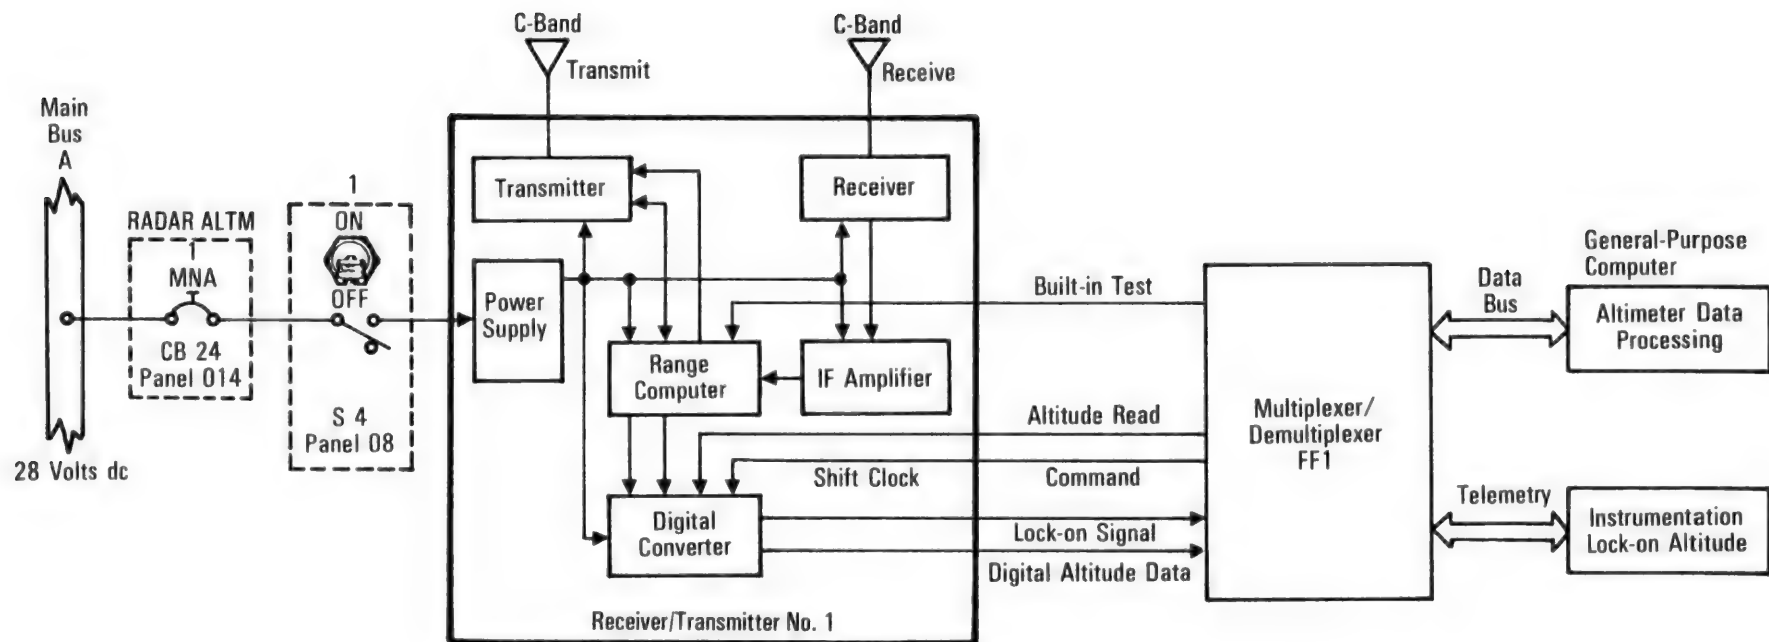 C-Band
Transmit
C-Band
Receive
Main
Bus
A
28 Volts dc
RADAR ALTM
1
MNA
CB 24
Panel O14
1
ON
OFF
S 4
Panel O8
Transmitter
Receiver
Power
Supply
Range
Computer
IF Amplifier
Digital
Converter
Receiver/Transmitter No. 1
Built-in Test
Altitude Read
Shift Clock Command
Lock-on Signal
Digital Altitude Data
Multiplexer/
Demultiplexer
FF1
Data
Bus
General-Purpose
Computer
Altimeter Data
Processing
Telemetry
Instrumentation
Lock-on Altitude